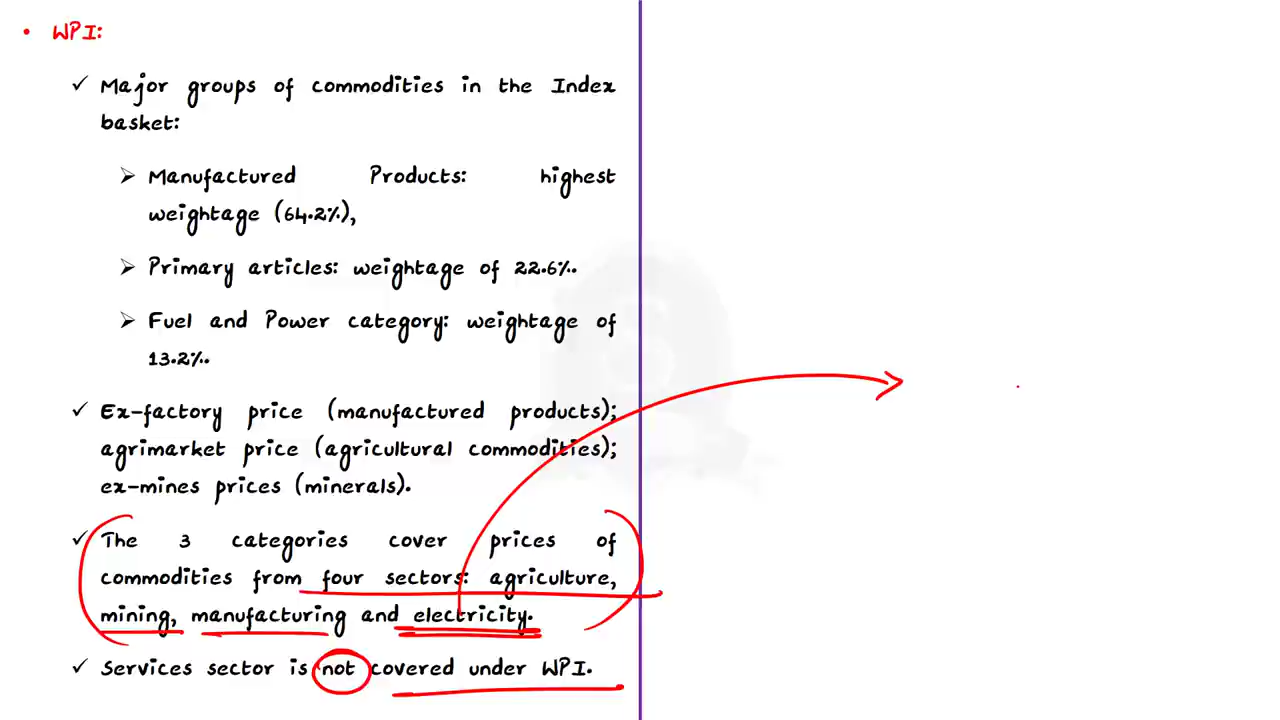 • WPI:
✓ Major groups of commodities in the Index
basket:
➢ Manufactured Products: highest
weightage (64.2%),
➢ Primary articles: weightage of 22.6%.
➢ Fuel and Power category: weightage of
13.2%.
✓ Ex-factory price (manufactured products);
agrimarket price (agricultural commodities);
ex-mines prices (minerals).
✓ The 3 categories cover prices of
commodities from four sectors: agriculture,
mining, manufacturing and electricity.
✓ Services sector is not covered under WPI.